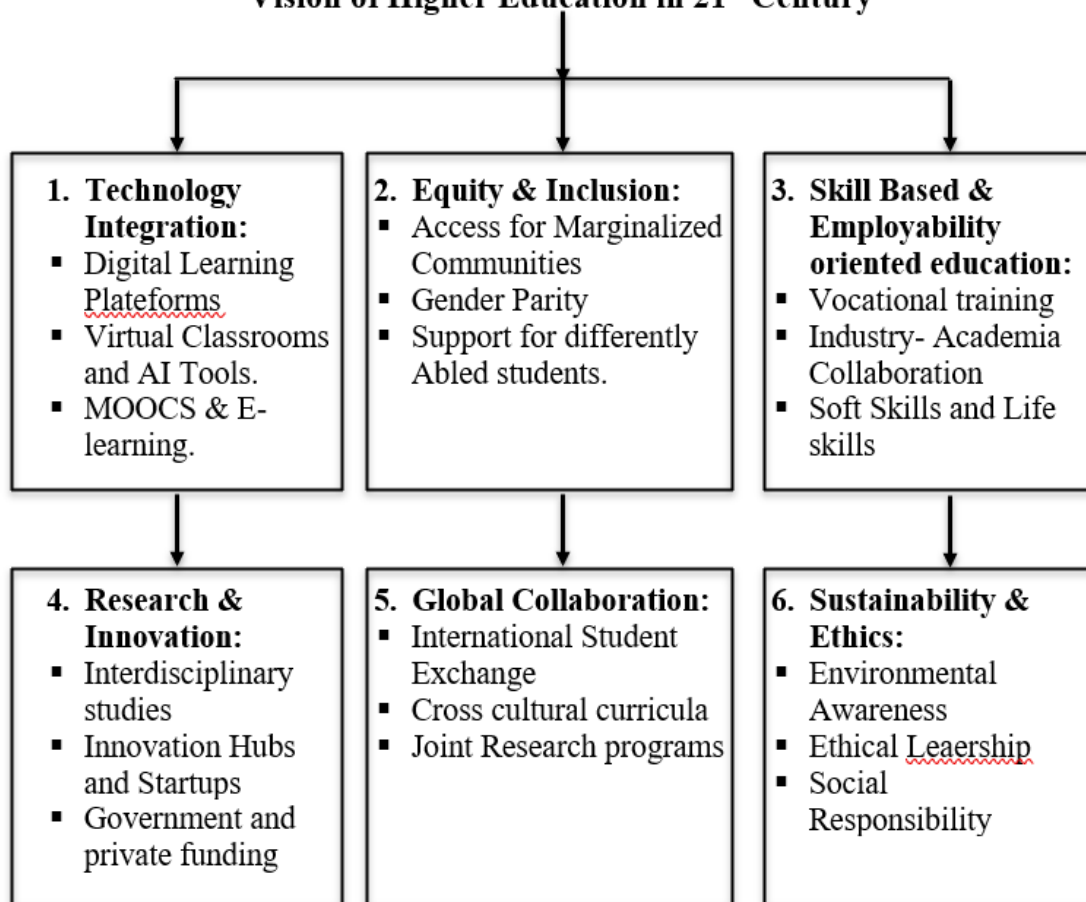 Vision of Higher Education in 21st Century
1. Technology
Integration:
▪ Digital Learning
Plateforms
▪ Virtual Classrooms
and AI Tools.
▪ MOOCS & E-
learning.
2. Equity & Inclusion:
▪ Access for Marginalized
Communities
▪ Gender Parity
▪ Support for differently
Abled students.
3. Skill Based &
Employability
oriented education:
▪ Vocational training
▪ Industry- Academia
Collaboration
▪ Soft Skills and Life
skills
4. Research &
Innovation:
▪ Interdisciplinary
studies
▪ Innovation Hubs
and Startups
▪ Government and
private funding
5. Global Collaboration:
▪ International Student
Exchange
▪ Cross cultural curricula
▪ Joint Research programs
6. Sustainability &
Ethics:
▪ Environmental
Awareness
▪ Ethical Leaership
▪ Social
Responsibility